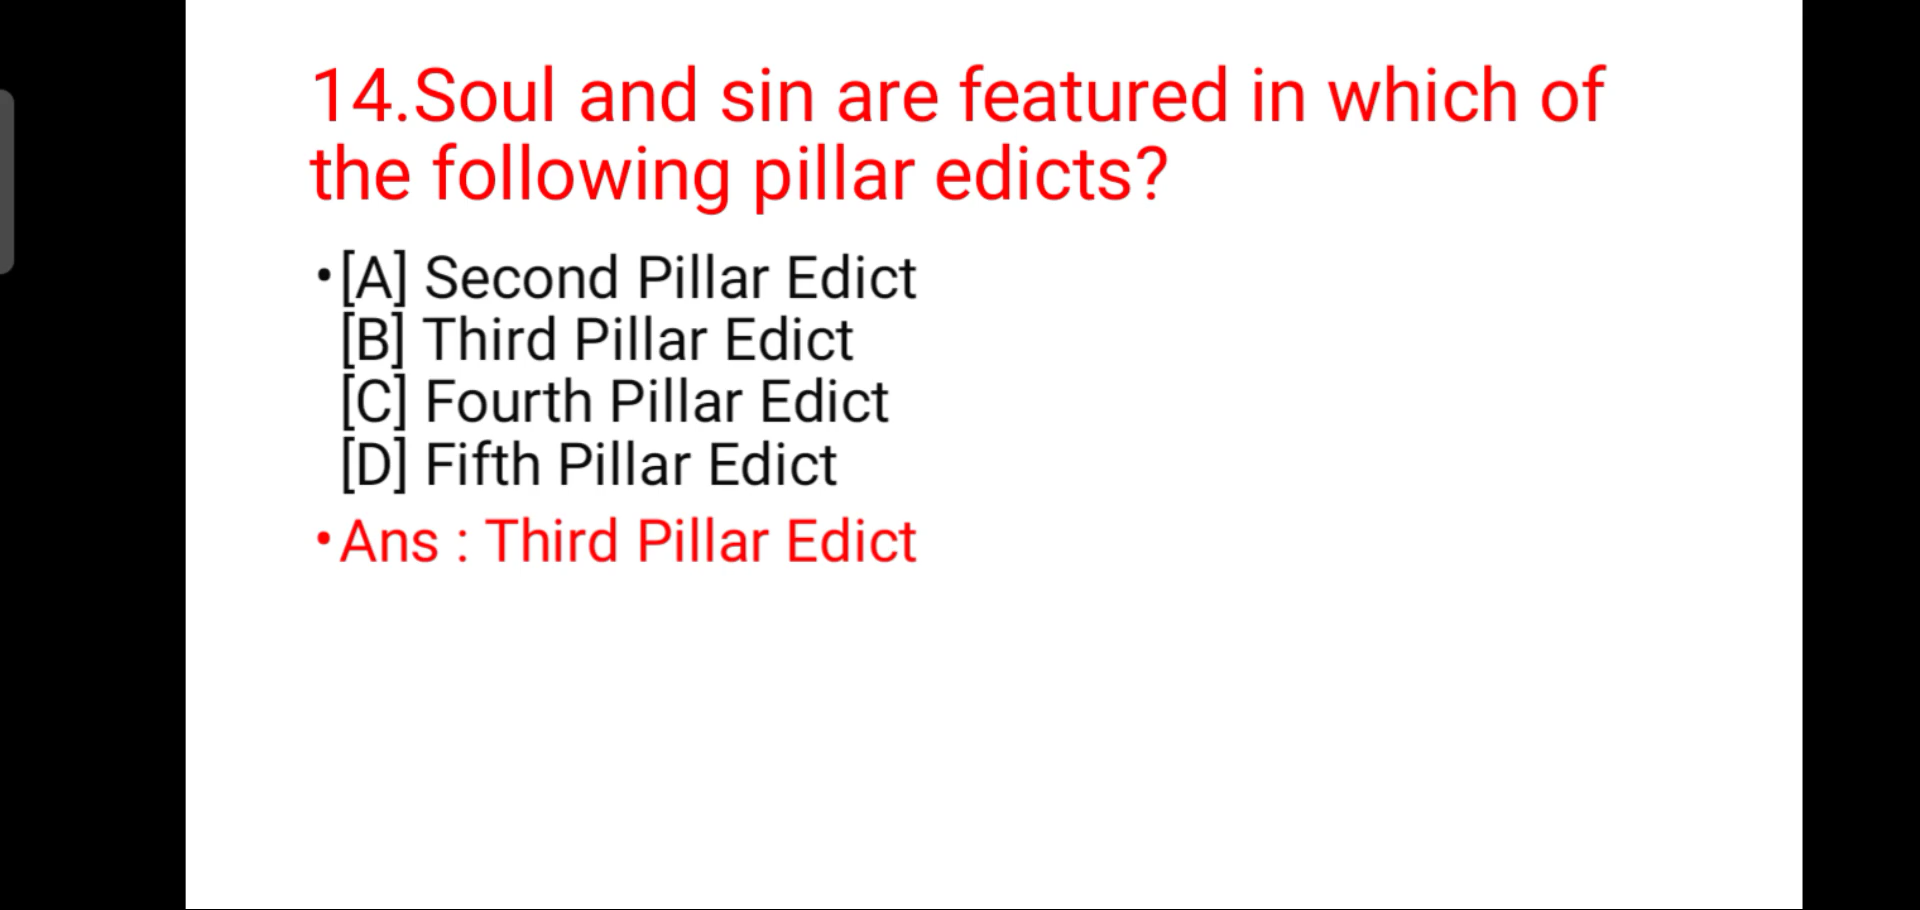 14.Soul and sin are featured in which of
the following pillar edicts?
•[A] Second Pillar Edict
[B] Third Pillar Edict
[C] Fourth Pillar Edict
[D] Fifth Pillar Edict
•Ans : Third Pillar Edict